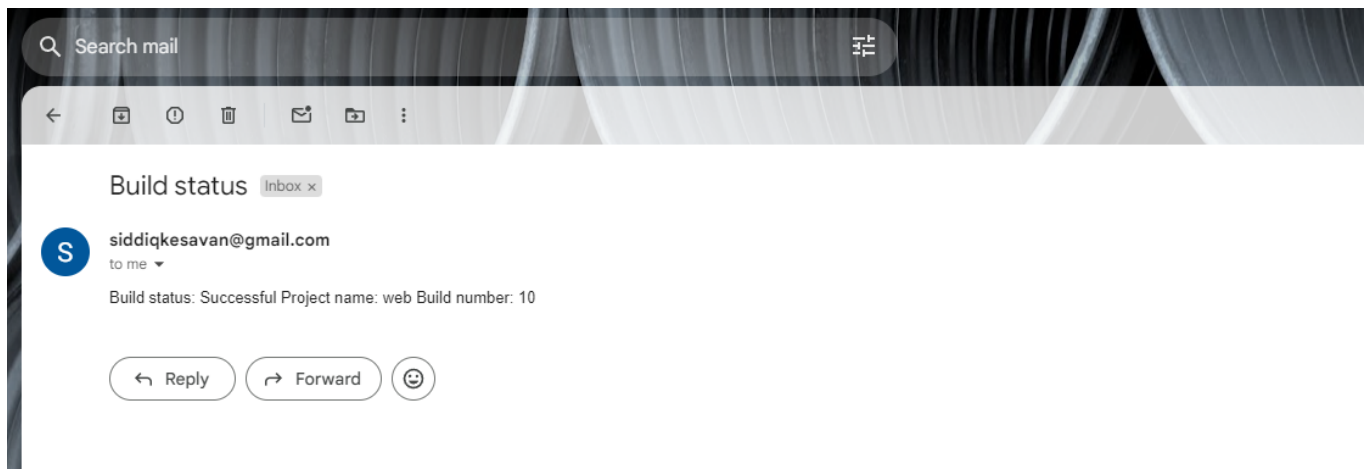 Search mail
Build status Inbox ×
S
siddiqkesavan@gmail.com
to me
Build status: Successful Project name: web Build number: 10
Reply Forward